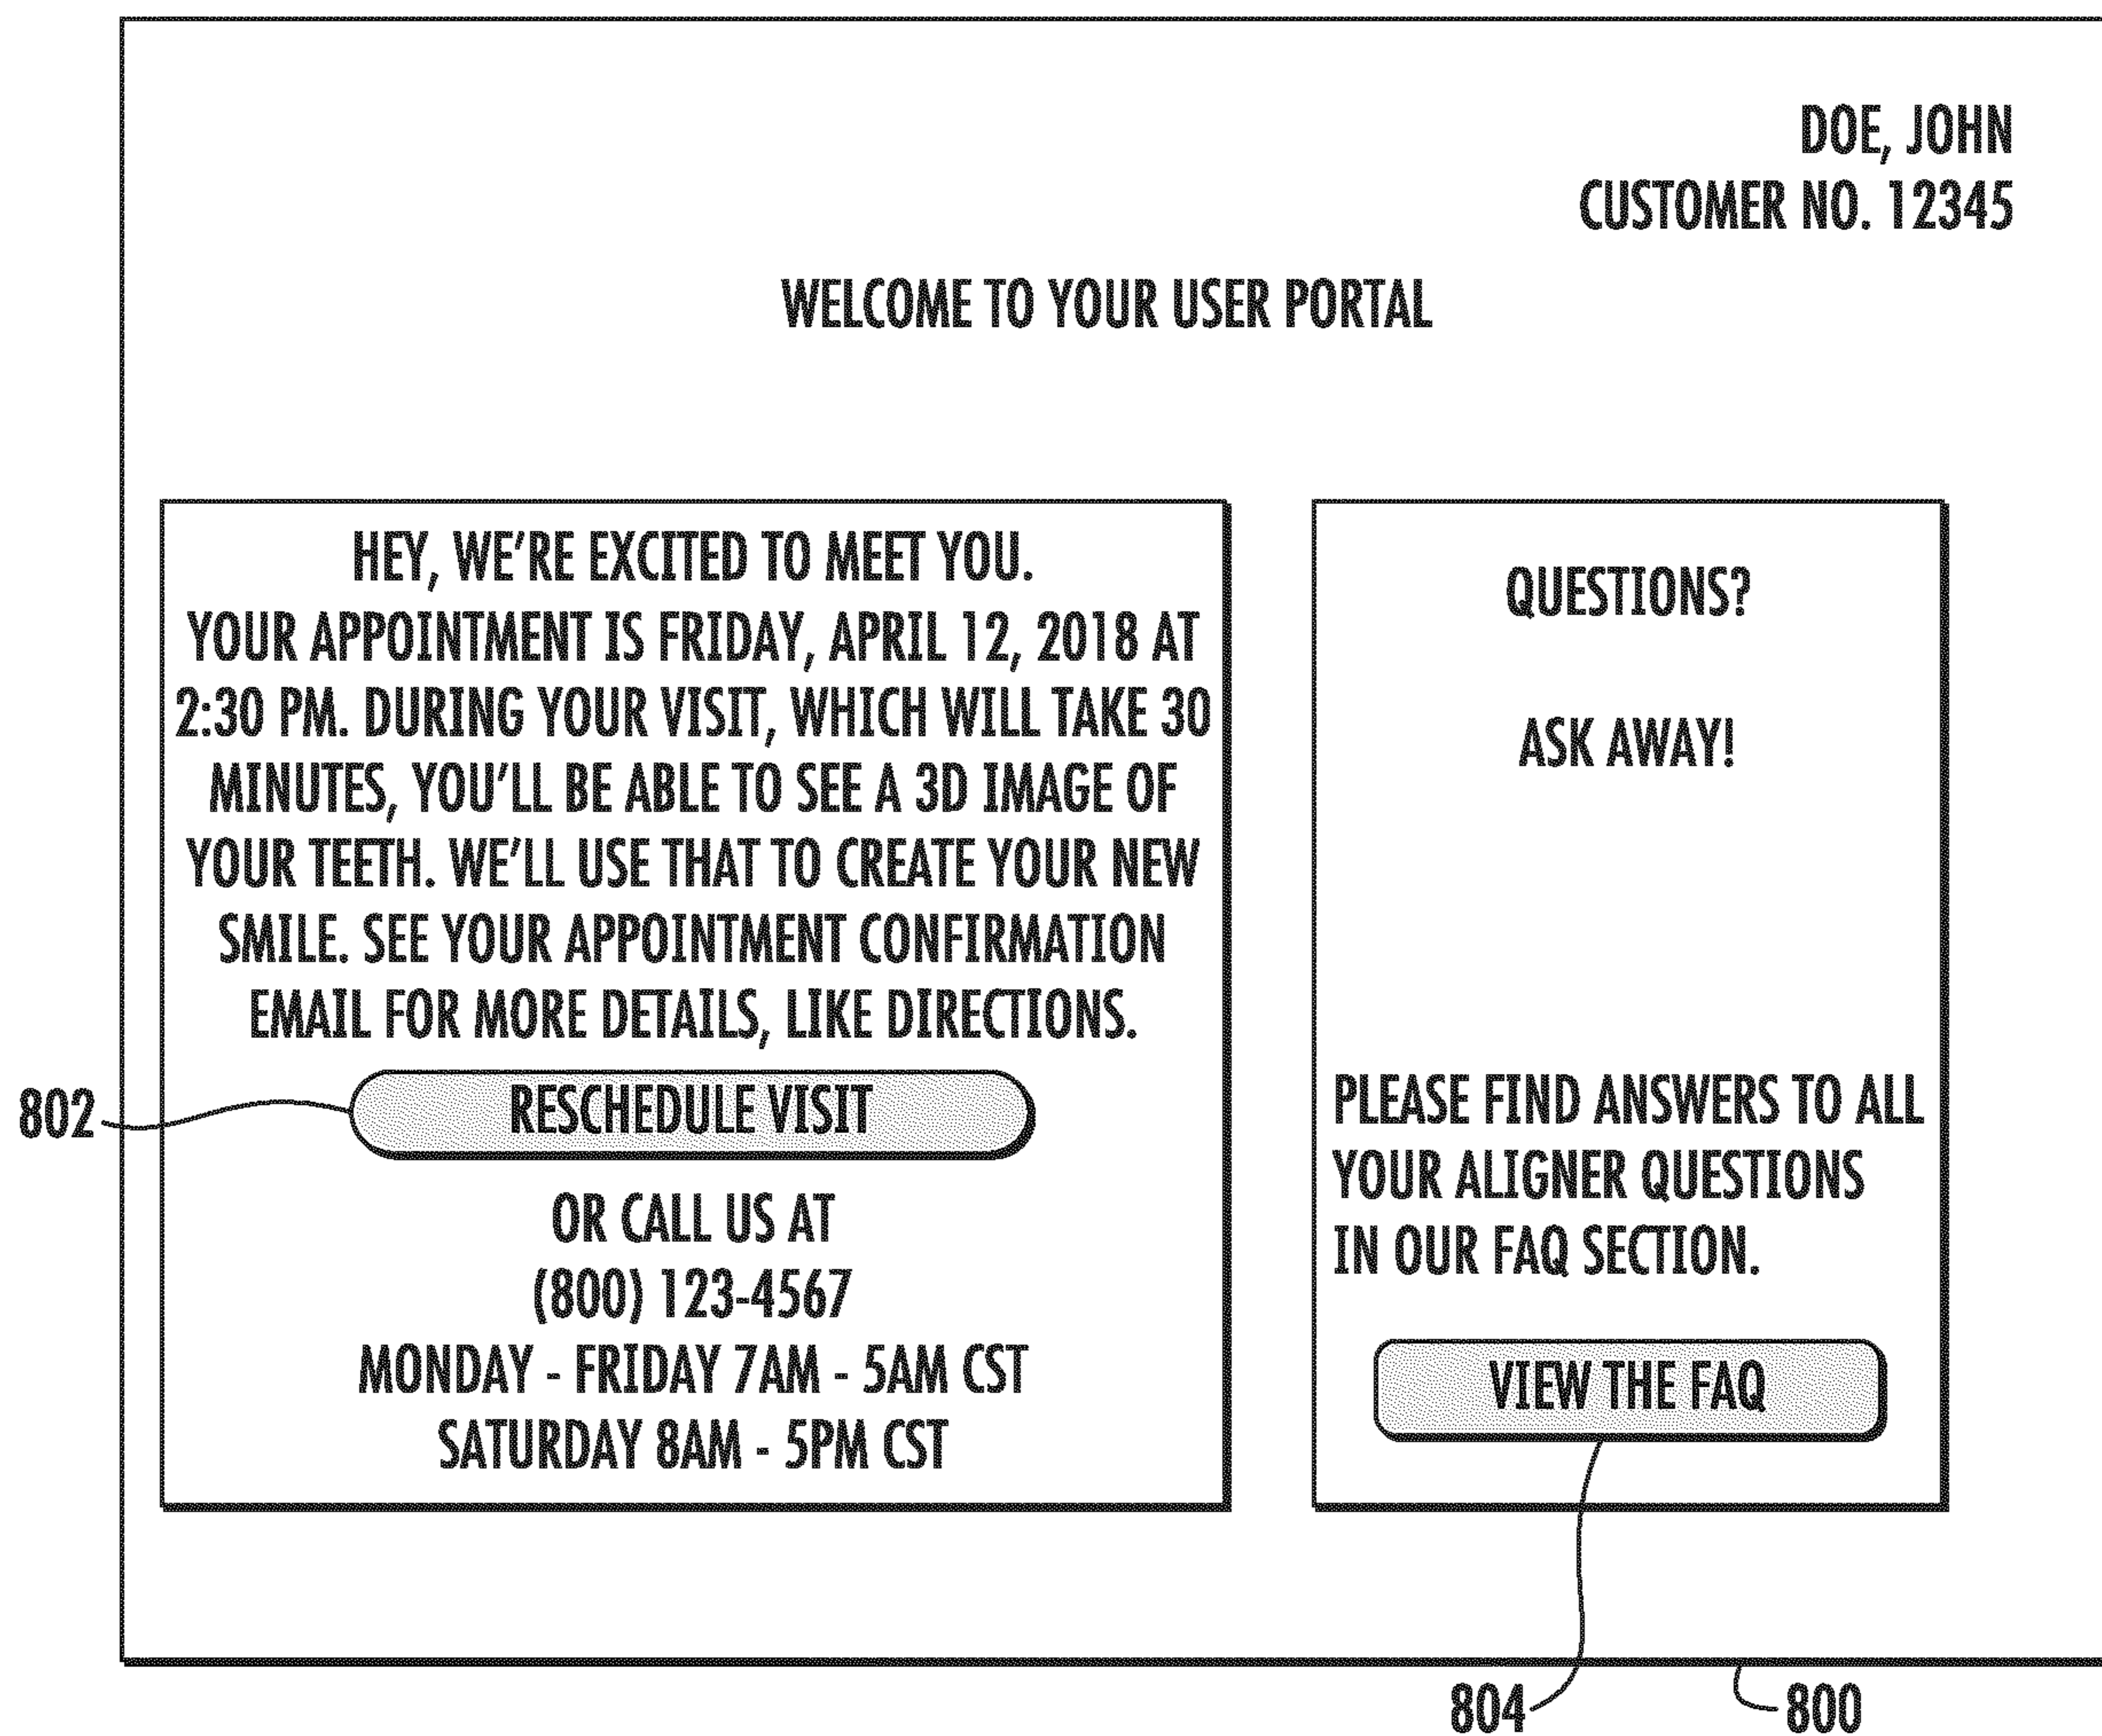 DOE, JOHN
CUSTOMER NO. 12345
WELCOME TO YOUR USER PORTAL
HEY, WE'RE EXCITED TO MEET YOU.
YOUR APPOINTMENT IS FRIDAY, APRIL 12, 2018 AT
2:30 PM. DURING YOUR VISIT, WHICH WILL TAKE 30
MINUTES, YOU'LL BE ABLE TO SEE A 3D IMAGE OF
YOUR TEETH. WE'LL USE THAT TO CREATE YOUR NEW
SMILE. SEE YOUR APPOINTMENT CONFIRMATION
EMAIL FOR MORE DETAILS, LIKE DIRECTIONS.
802
RESCHEDULE VISIT
OR CALL US AT
(800) 123-4567
MONDAY - FRIDAY 7AM - 5AM CST
SATURDAY 8AM - 5PM CST
QUESTIONS?
ASK AWAY!
PLEASE FIND ANSWERS TO ALL
YOUR ALIGNER QUESTIONS
IN OUR FAQ SECTION.
VIEW THE FAQ
804
800